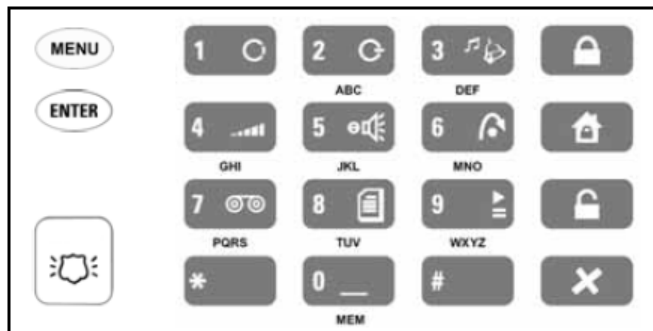 MENU
1 2 3
ABC DEF
ENTER
4 5 6
GHI JKL MNO
7 8 9
PQRS TUV WXYZ
* 0 _ #
MEM